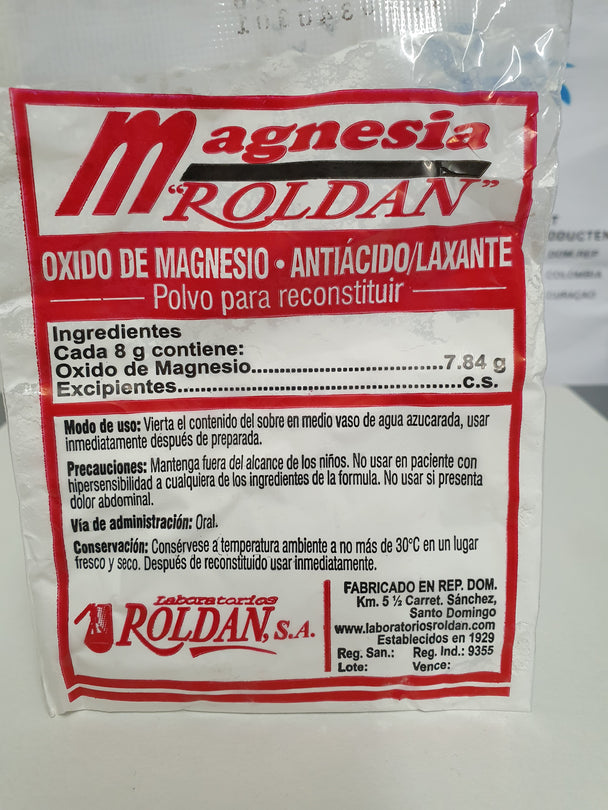 Magnesia
"ROLDAN"
OXIDO DE MAGNESIO • ANTIÁCIDO/LAXANTE
Polvo para reconstituir
Ingredientes
Cada 8 g contiene:
Oxido de Magnesio..................................7.84 g
Excipientes.................................................c.s.
Modo de uso: Vierta el contenido del sobre en medio vaso de agua azucarada, usar
inmediatamente después de preparada.
Precauciones: Mantenga fuera del alcance de los niños. No usar en paciente con
hipersensibilidad a cualquiera de los ingredientes de la formula. No usar si presenta
dolor abdominal.
Vía de administración: Oral.
Conservación: Consérvese a temperatura ambiente a no más de 30°C en un lugar
fresco y seco. Después de reconstituído usar inmediatamente.
Laboratorios
ROLDAN, S.A.
FABRICADO EN REP. DOM.
Km. 5 ½ Carret. Sánchez,
Santo Domingo
www.laboratoriosroldan.com
Establecidos en 1929
Reg. San.: Reg. Ind.: 9355
Lote: Vence:
DOM.REP
COLOMBIA